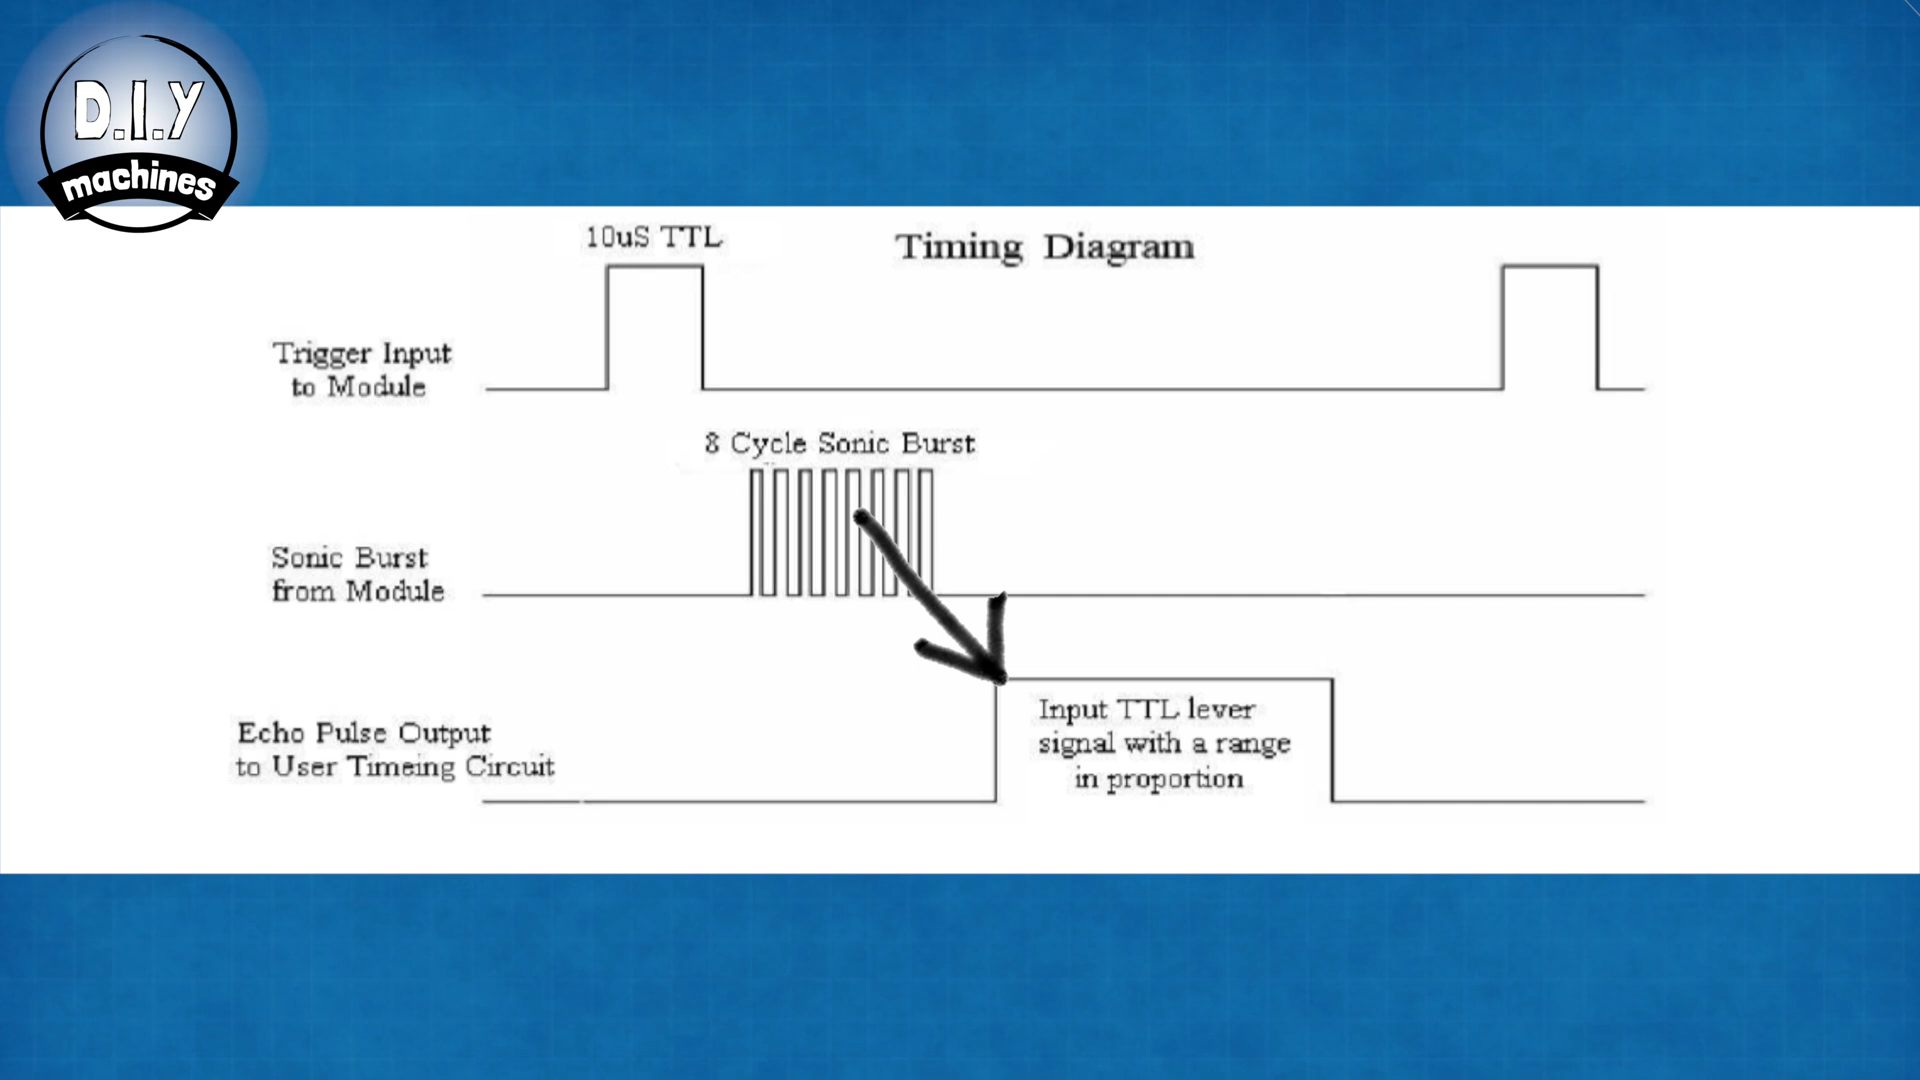 D.I.Y
machines
10uS TTL
Timing Diagram
Trigger Input
to Module
8 Cycle Sonic Burst
Sonic Burst
from Module
Echo Pulse Output
to User Timeing Circuit
Input TTL lever
signal with a range
in proportion